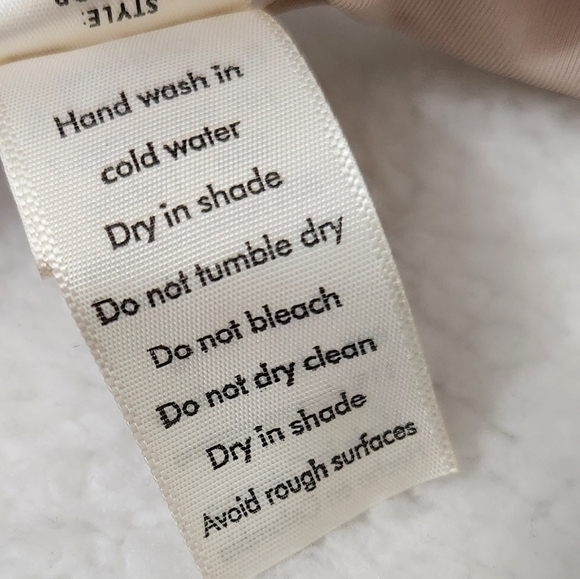 STYLE:
Hand wash in
cold water
Dry in shade
Do not tumble dry
Do not bleach
Do not dry clean
Dry in shade
Avoid rough surfaces